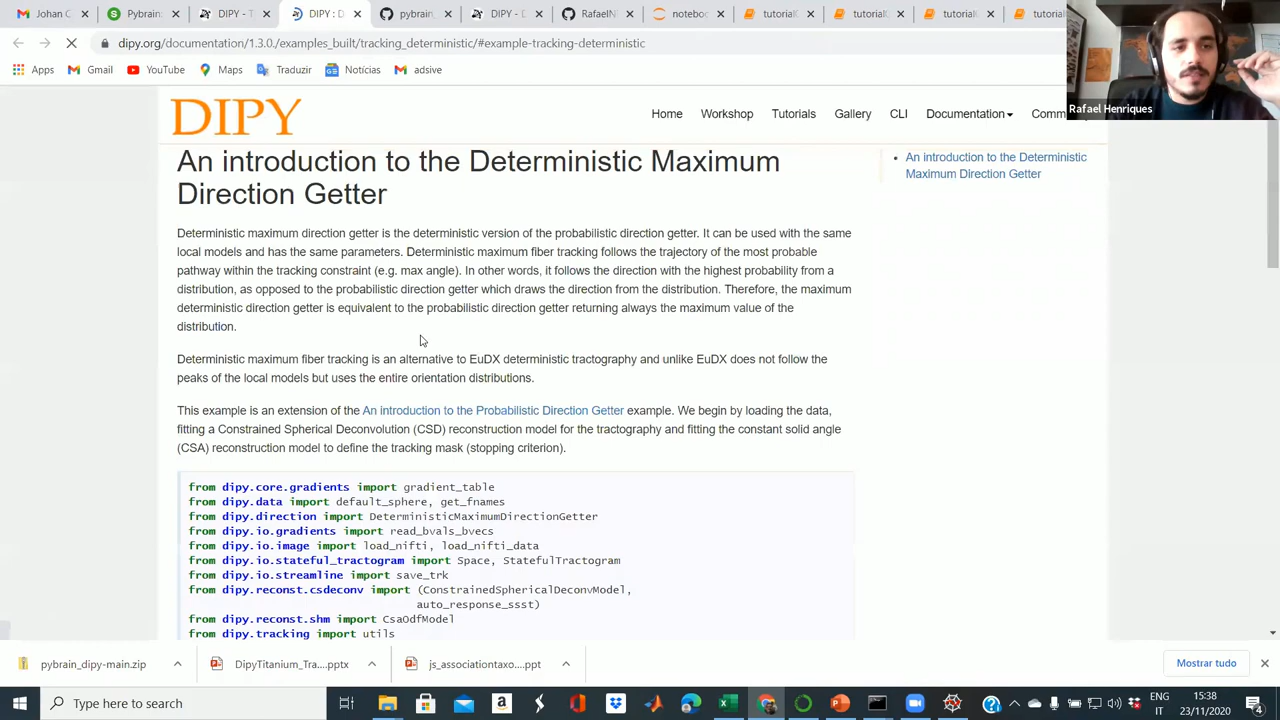 Gmail
Pybrain
DIPY : D
pybrain
DIPY -
RafaelN
noteboo
tutorial
tutorial
tutorial
tutorial
dipy.org/documentation/1.3.0./examples_built/tracking_deterministic/#example-tracking-deterministic
Apps
Gmail
YouTube
Maps
Traduzir
Notícias
adsive
Rafael Henriques
DIPY
Home
Workshop
Tutorials
Gallery
CLI
Documentation
Comm
An introduction to the Deterministic Maximum
Direction Getter
An introduction to the Deterministic
Maximum Direction Getter
Deterministic maximum direction getter is the deterministic version of the probabilistic direction getter. It can be used with the same
local models and has the same parameters. Deterministic maximum fiber tracking follows the trajectory of the most probable
pathway within the tracking constraint (e.g. max angle). In other words, it follows the direction with the highest probability from a
distribution, as opposed to the probabilistic direction getter which draws the direction from the distribution. Therefore, the maximum
deterministic direction getter is equivalent to the probabilistic direction getter returning always the maximum value of the
distribution.
Deterministic maximum fiber tracking is an alternative to EuDX deterministic tractography and unlike EuDX does not follow the
peaks of the local models but uses the entire orientation distributions.
This example is an extension of the An introduction to the Probabilistic Direction Getter example. We begin by loading the data,
fitting a Constrained Spherical Deconvolution (CSD) reconstruction model for the tractography and fitting the constant solid angle
(CSA) reconstruction model to define the tracking mask (stopping criterion).
from dipy.core.gradients import gradient_table
from dipy.data import default_sphere, get_fnames
from dipy.direction import DeterministicMaximumDirectionGetter
from dipy.io.gradients import read_bvals_bvecs
from dipy.io.image import load_nifti, load_nifti_data
from dipy.io.stateful_tractogram import Space, StatefulTractogram
from dipy.io.streamline import save_trk
from dipy.reconst.csdeconv import (ConstrainedSphericalDeconvModel,
auto_response_ssst)
from dipy.reconst.shm import CsaOdfModel
from dipy.tracking import utils
pybrain_dipy-main.zip
DipyTitanium_Tra....pptx
js_associationtaxo....ppt
Mostrar tudo
Type here to search
ENG
IT
15:38
23/11/2020
4